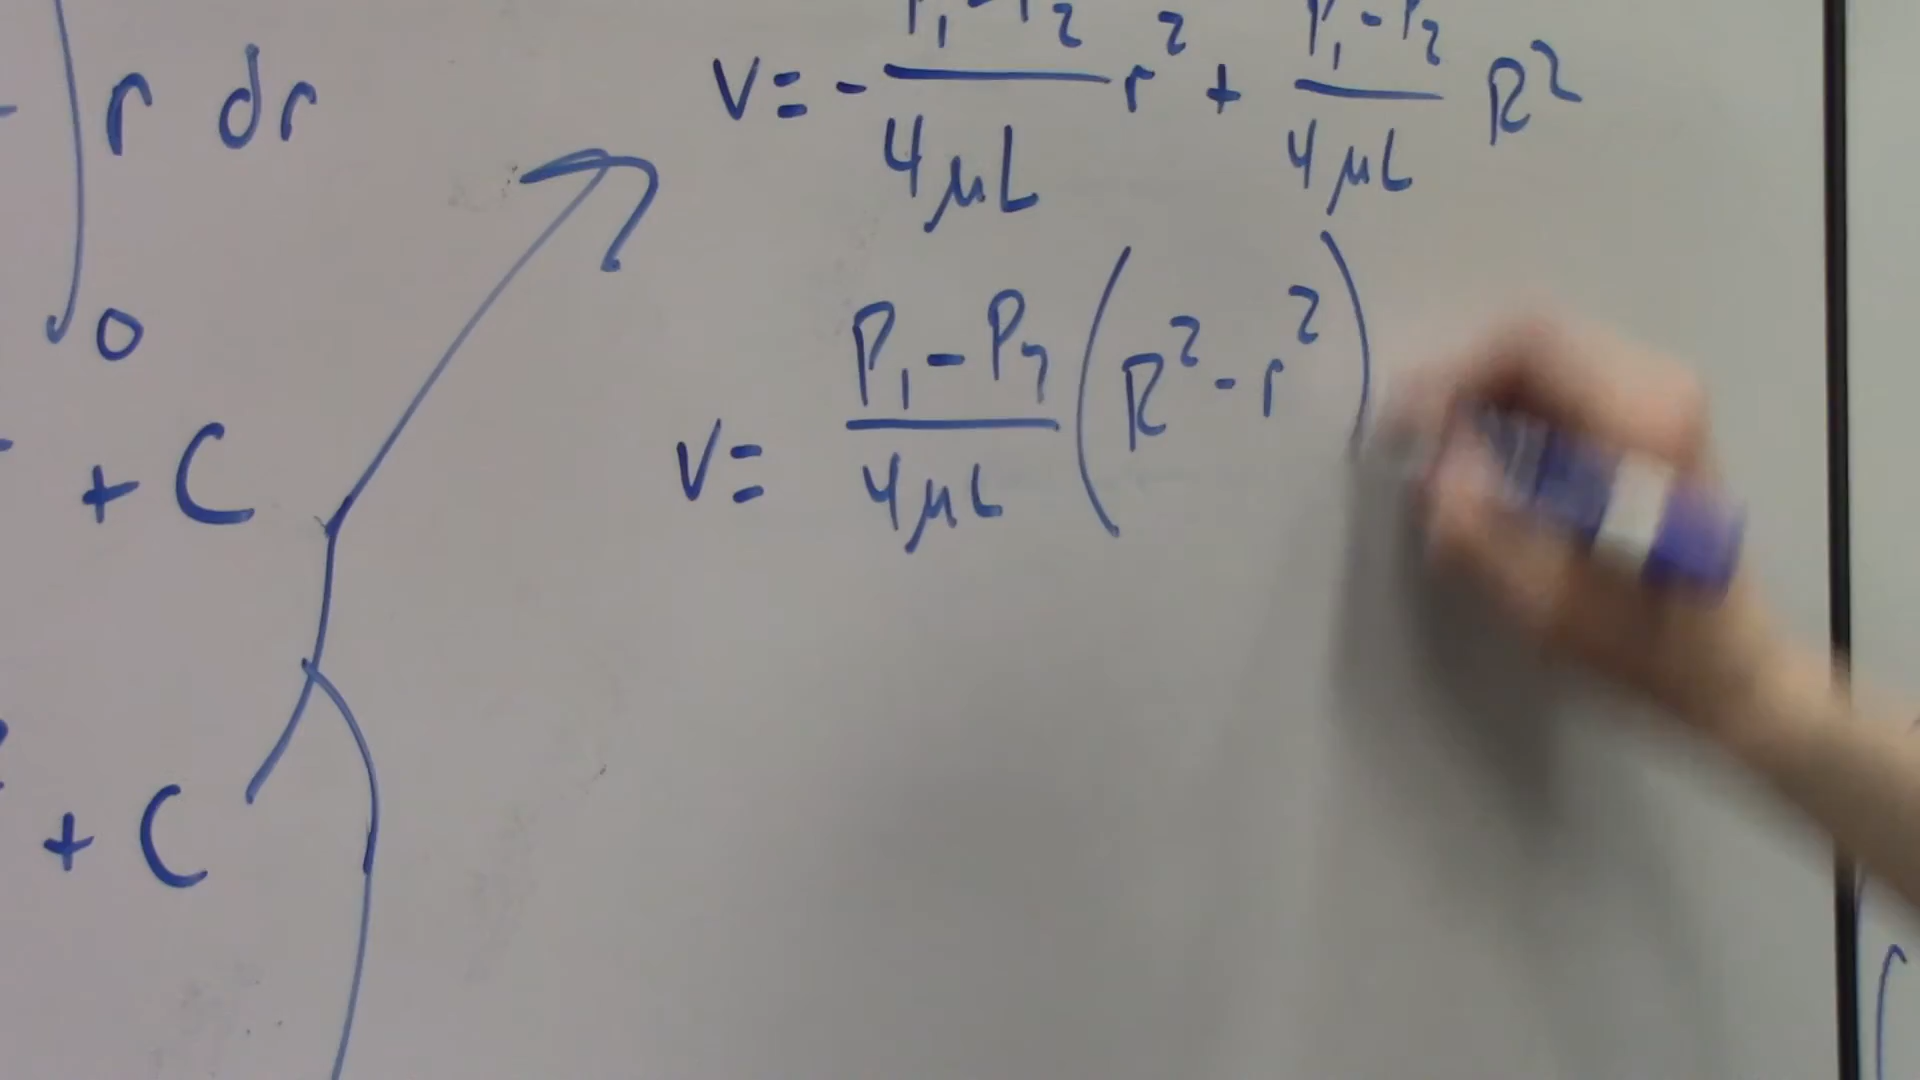 ∫ r dr
0
+ C
+ C
V = - P₁-P₂/4μL r² + P₁-P₂/4μL R²
V = P₁-P₂/4μL (R²-r²)